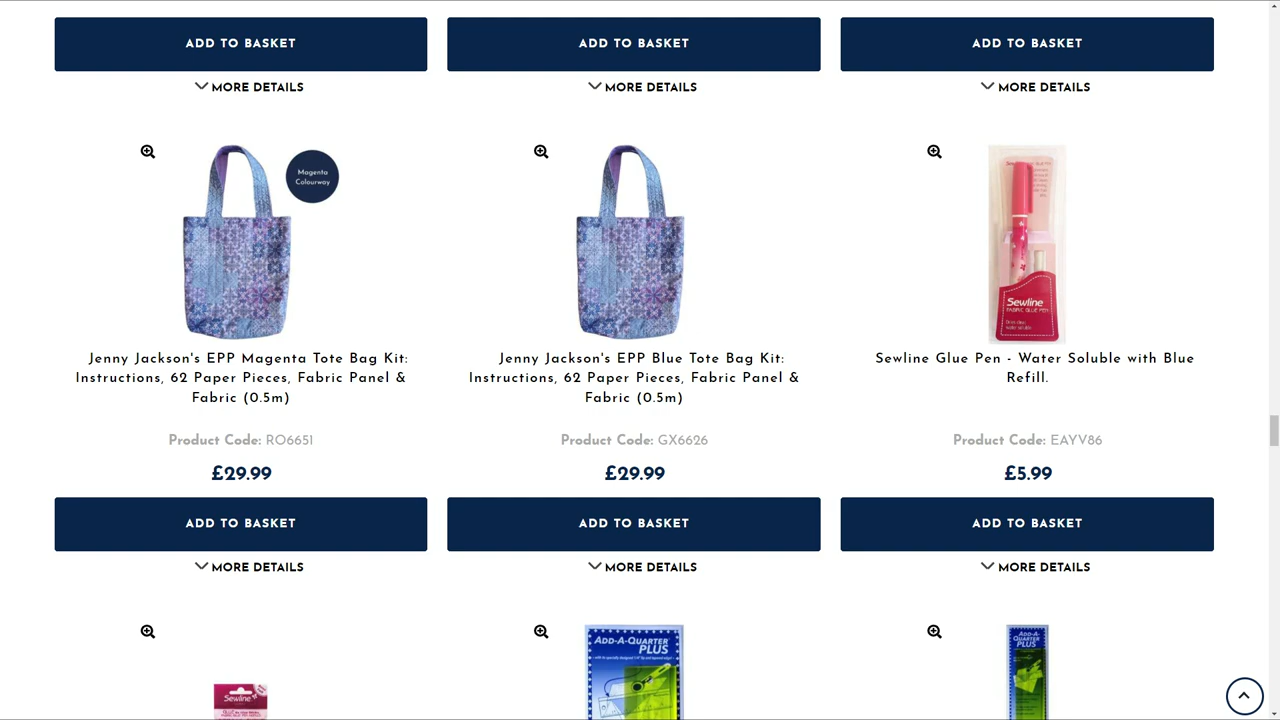 ADD TO BASKET
ADD TO BASKET
ADD TO BASKET
MORE DETAILS
MORE DETAILS
MORE DETAILS
Magenta
Colourway
Sewline
FABRIC GLUE PEN
Jenny Jackson's EPP Magenta Tote Bag Kit:
Instructions, 62 Paper Pieces, Fabric Panel &
Fabric (0.5m)
Jenny Jackson's EPP Blue Tote Bag Kit:
Instructions, 62 Paper Pieces, Fabric Panel &
Fabric (0.5m)
Sewline Glue Pen - Water Soluble with Blue
Refill.
Product Code: RO6651
Product Code: GX6626
Product Code: EAYV86
£29.99
£29.99
£5.99
ADD TO BASKET
ADD TO BASKET
ADD TO BASKET
MORE DETAILS
MORE DETAILS
MORE DETAILS
Sewline
ADD-A-QUARTER
PLUS
ADD-A-QUARTER
PLUS